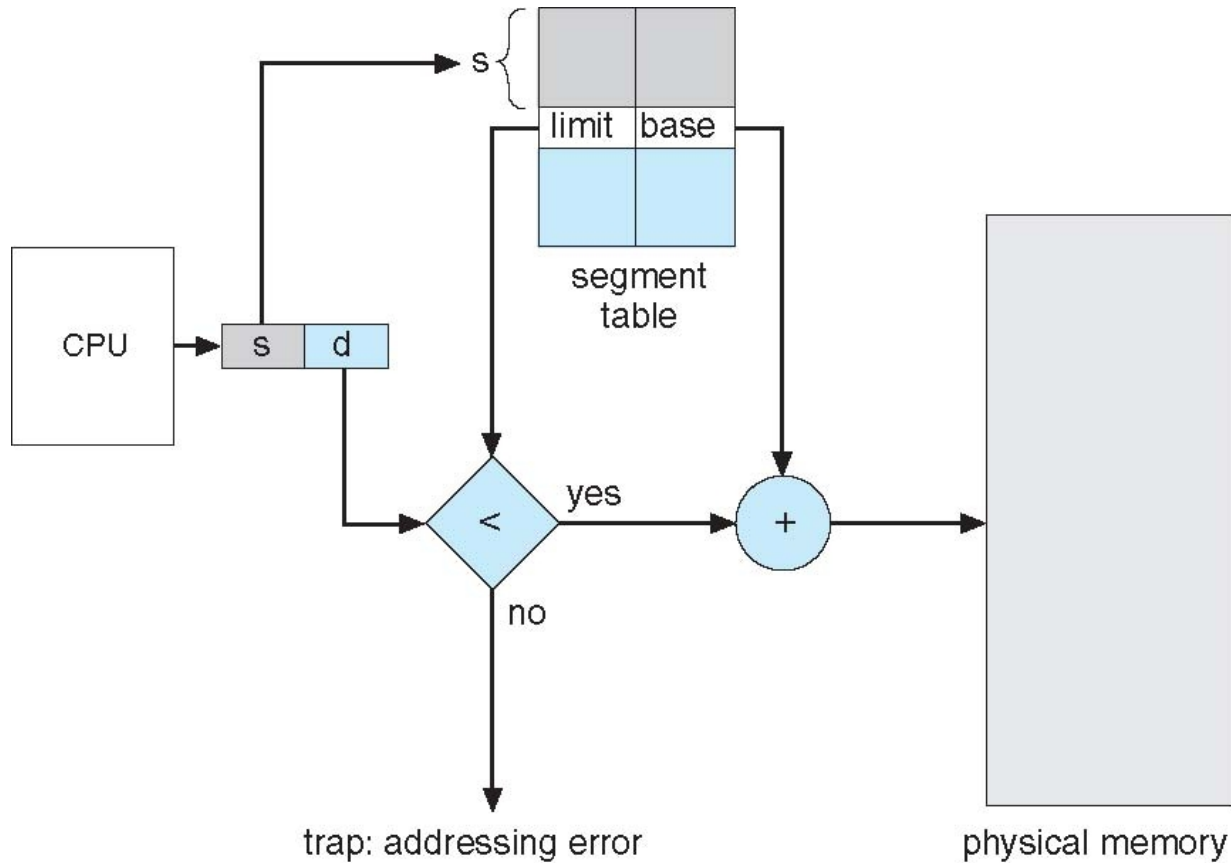 s
limit base
segment
table
CPU
s d
<
yes
+
no
trap: addressing error
physical memory